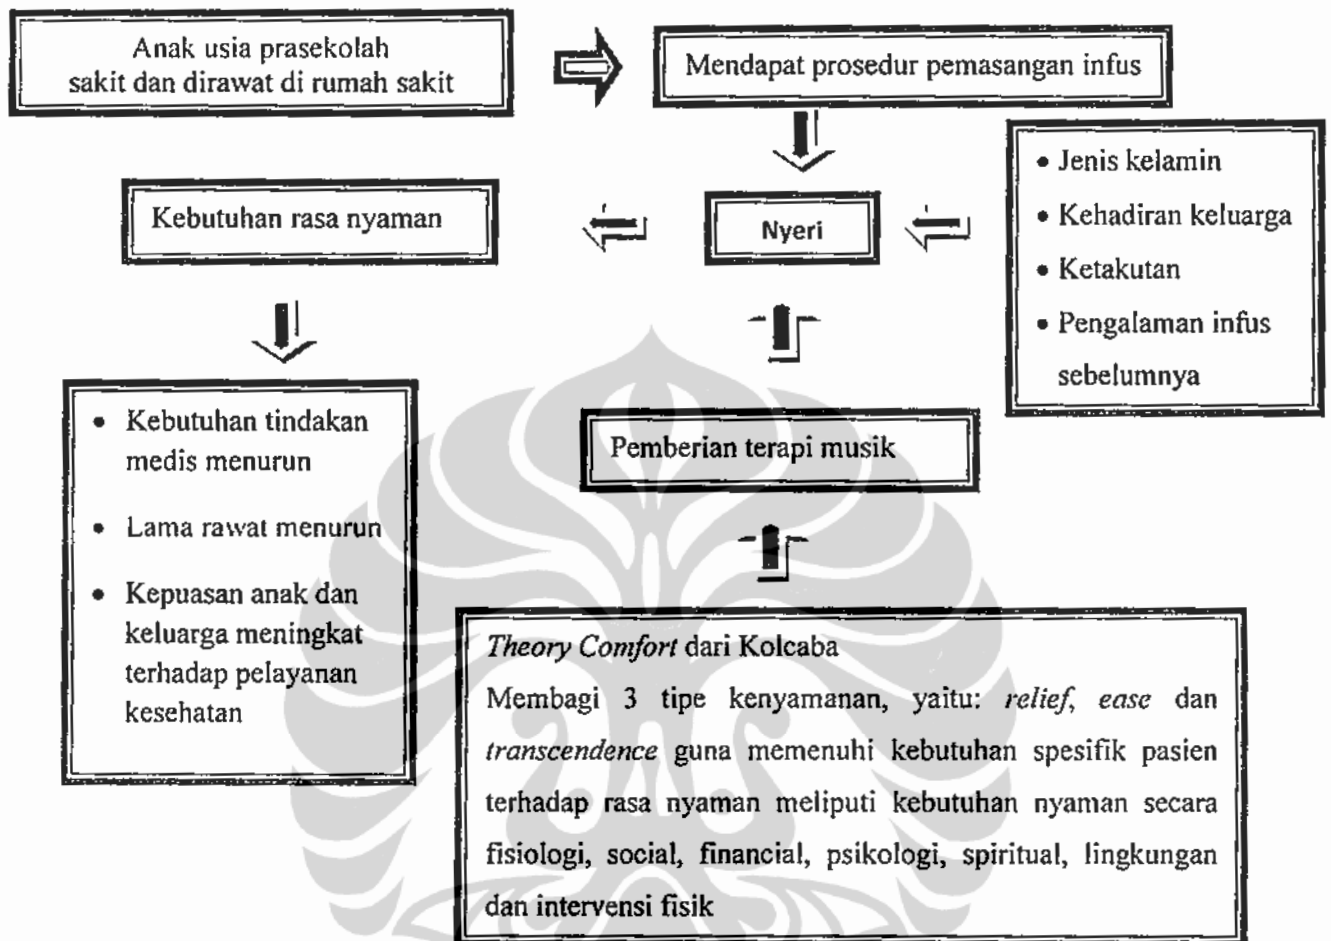 Anak usia prasekolah
sakit dan dirawat di rumah sakit
Mendapat prosedur pemasangan infus
• Jenis kelamin
• Kehadiran keluarga
• Ketakutan
• Pengalaman infus
sebelumnya
Nyeri
Kebutuhan rasa nyaman
• Kebutuhan tindakan
medis menurun
• Lama rawat menurun
• Kepuasan anak dan
keluarga meningkat
terhadap pelayanan
kesehatan
Pemberian terapi musik
Theory Comfort dari Kolcaba
Membagi 3 tipe kenyamanan, yaitu: relief, ease dan
transcendence guna memenuhi kebutuhan spesifik pasien
terhadap rasa nyaman meliputi kebutuhan nyaman secara
fisiologi, social, financial, psikologi, spiritual, lingkungan
dan intervensi fisik